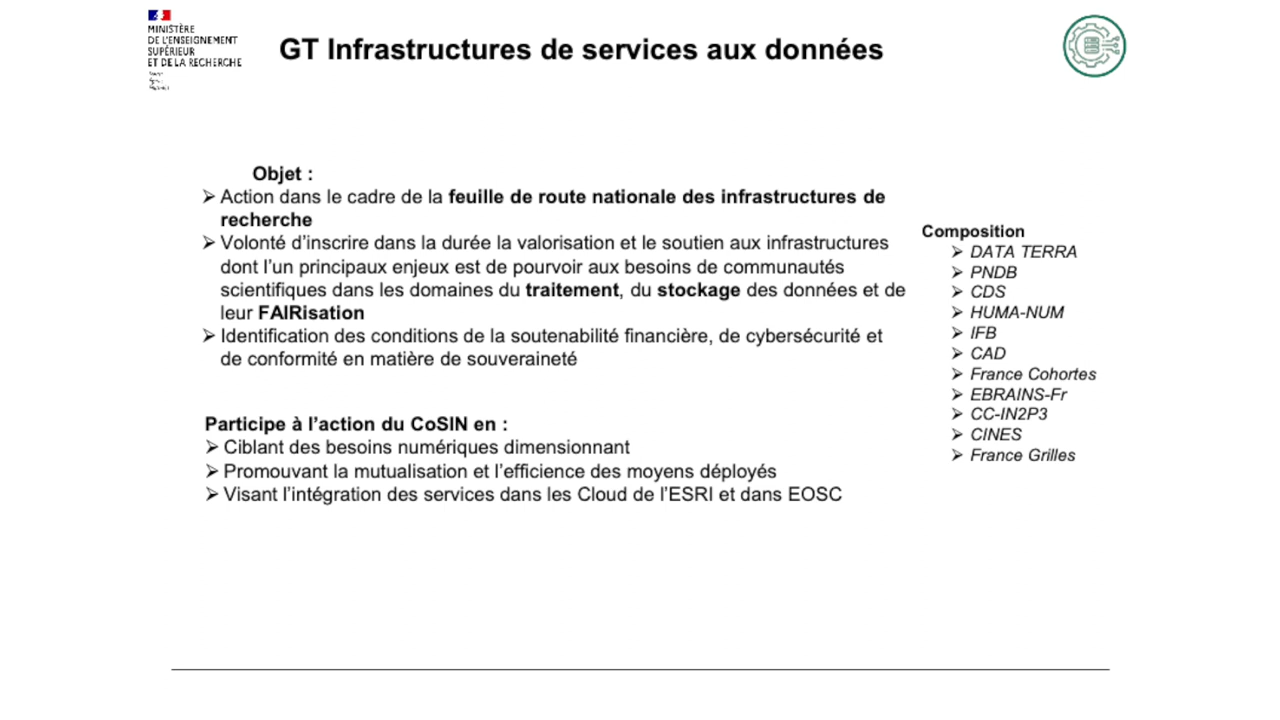 MINISTÈRE
DE L'ENSEIGNEMENT
SUPÉRIEUR
ET DE LA RECHERCHE
GT Infrastructures de services aux données
Objet :
➢ Action dans le cadre de la feuille de route nationale des infrastructures de
recherche
➢ Volonté d’inscrire dans la durée la valorisation et le soutien aux infrastructures
dont l’un principaux enjeux est de pourvoir aux besoins de communautés
scientifiques dans les domaines du traitement, du stockage des données et de
leur FAIRisation
➢ Identification des conditions de la soutenabilité financière, de cybersécurité et
de conformité en matière de souveraineté
Participe à l’action du CoSIN en :
➢ Ciblant des besoins numériques dimensionnant
➢ Promouvant la mutualisation et l’efficience des moyens déployés
➢ Visant l’intégration des services dans les Cloud de l’ESRI et dans EOSC
Composition
➢ DATA TERRA
➢ PNDB
➢ CDS
➢ HUMA-NUM
➢ IFB
➢ CAD
➢ France Cohortes
➢ EBRAINS-Fr
➢ CC-IN2P3
➢ CINES
➢ France Grilles